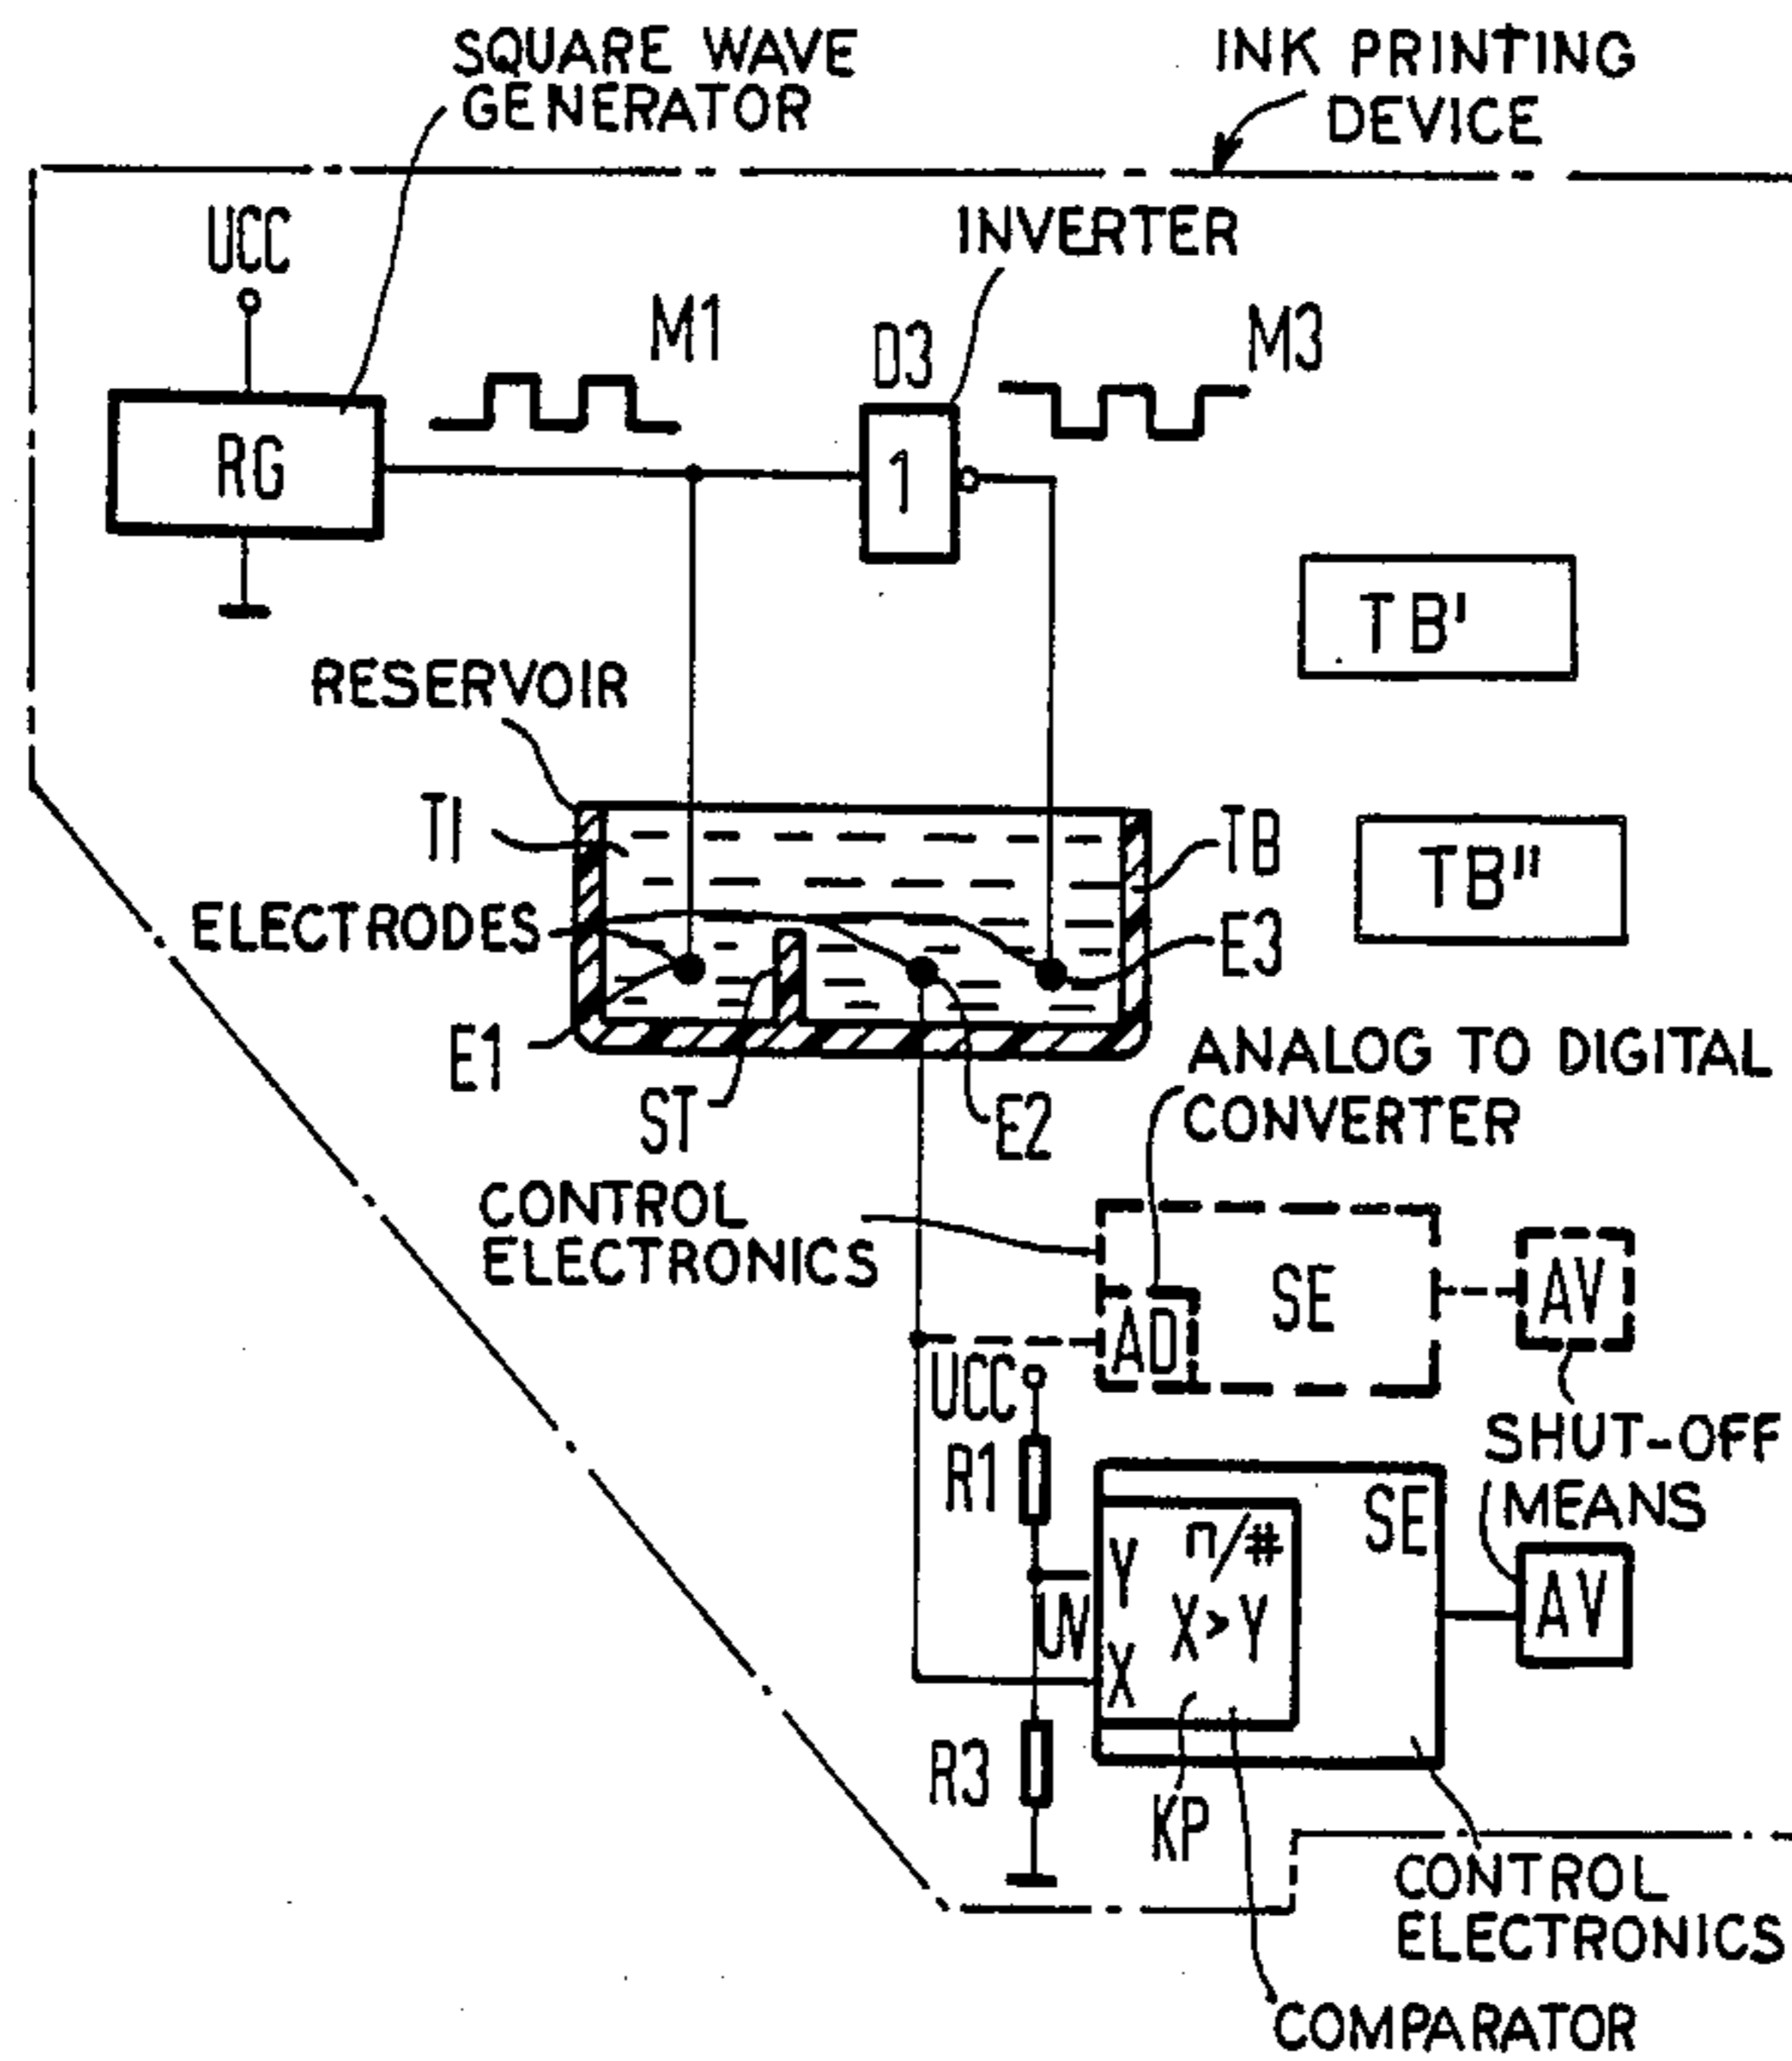 SQUARE WAVE
GENERATOR
INK PRINTING
DEVICE
UCC
INVERTER
M1
D3
M3
RG
1
TB'
RESERVOIR
TI
TB
TB"
ELECTRODES
E3
E1
ST
E2
ANALOG TO DIGITAL
CONVERTER
CONTROL
ELECTRONICS
SE
AV
AD
UCC
SHUT-OFF
MEANS
R1
SE
Y
n/#
UV
X>Y
AV
X
R3
KP
CONTROL
ELECTRONICS
COMPARATOR